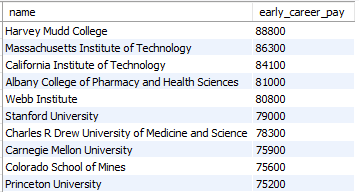 name early_career_pay
Harvey Mudd College 88800
Massachusetts Institute of Technology 86300
California Institute of Technology 84100
Albany College of Pharmacy and Health Sciences 81000
Webb Institute 80800
Stanford University 79000
Charles R Drew University of Medicine and Science 78300
Carnegie Mellon University 75900
Colorado School of Mines 75600
Princeton University 75200